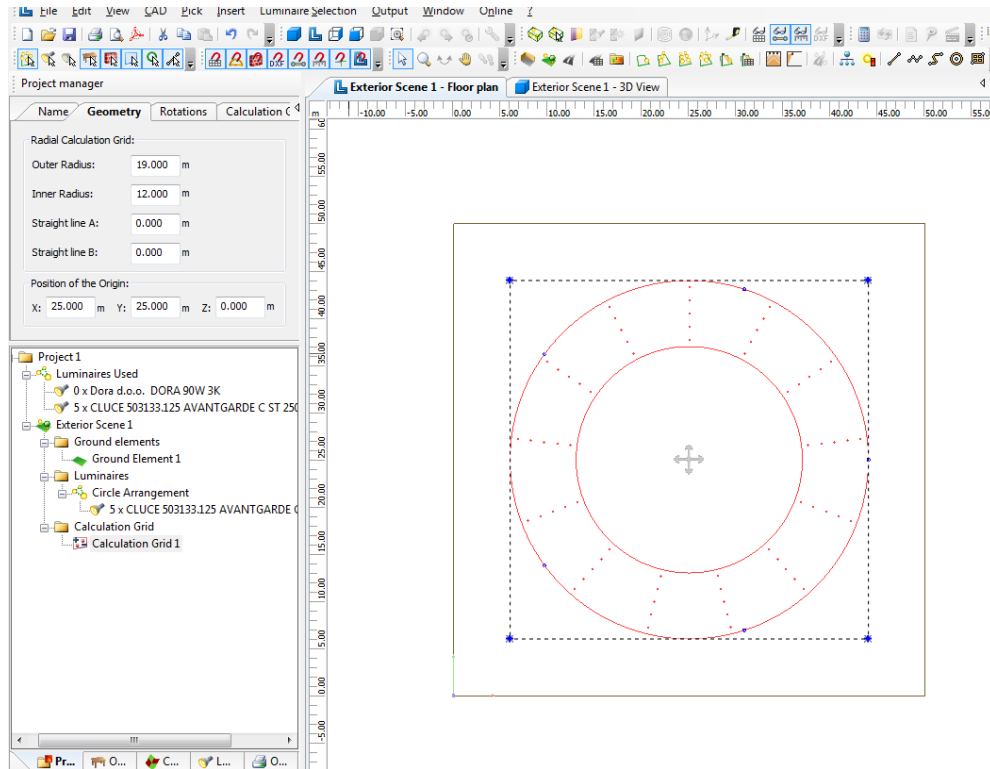 File Edit View CAD Pick Insert Luminaire Selection Output Window Online ?
Project manager
Exterior Scene 1 - Floor plan Exterior Scene 1 - 3D View
Name Geometry Rotations Calculation G
m -10.00 -5.00 0.00 5.00 10.00 15.00 20.00 25.00 30.00 35.00 40.00 45.00 50.00 55.0
Radial Calculation Grid:
Outer Radius: 19.000 m
Inner Radius: 12.000 m
Straight line A: 0.000 m
Straight line B: 0.000 m
Position of the Origin:
X: 25.000 m Y: 25.000 m Z: 0.000 m
Project 1
Luminaires Used
0 x Dora d.o.o. DORA 90W 3K
5 x CLUCE 503133.125 AVANTGARDE C ST 250
Exterior Scene 1
Ground elements
Ground Element 1
Luminaires
Circle Arrangement
5 x CLUCE 503133.125 AVANTGARDE C
Calculation Grid
Calculation Grid 1
60
55.00
50.00
45.00
40.00
35.00
30.00
25.00
20.00
15.00
10.00
5.00
0.00
-5.00
Pr... O... C... L... O...